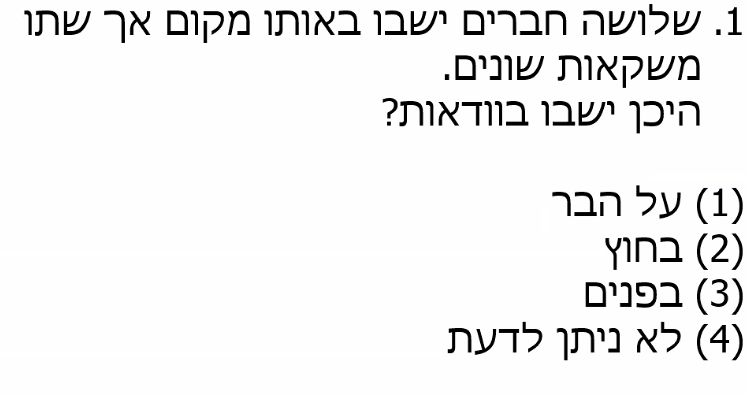 1. שלושה חברים ישבו באותו מקום אך שתו
משקאות שונים.
היכן ישבו בוודאות?
(1) על הבר
(2) בחוץ
(3) בפנים
(4) לא ניתן לדעת